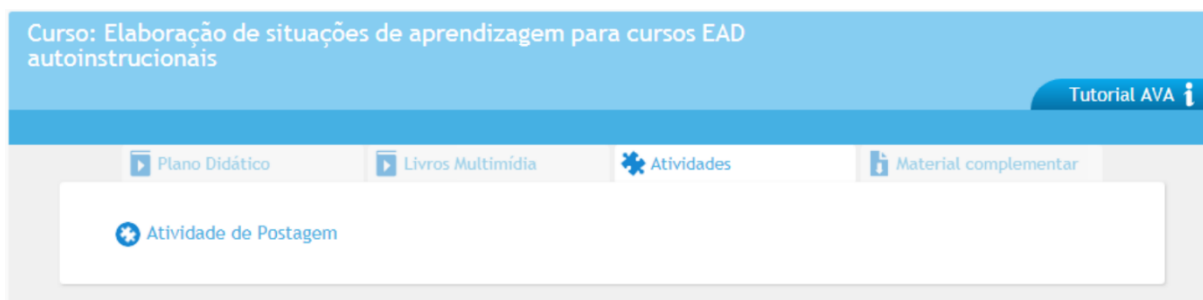 Curso: Elaboração de situações de aprendizagem para cursos EAD
autoinstrucionais
Tutorial AVA
Plano Didático
Livros Multimídia
Atividades
Material complementar
Atividade de Postagem